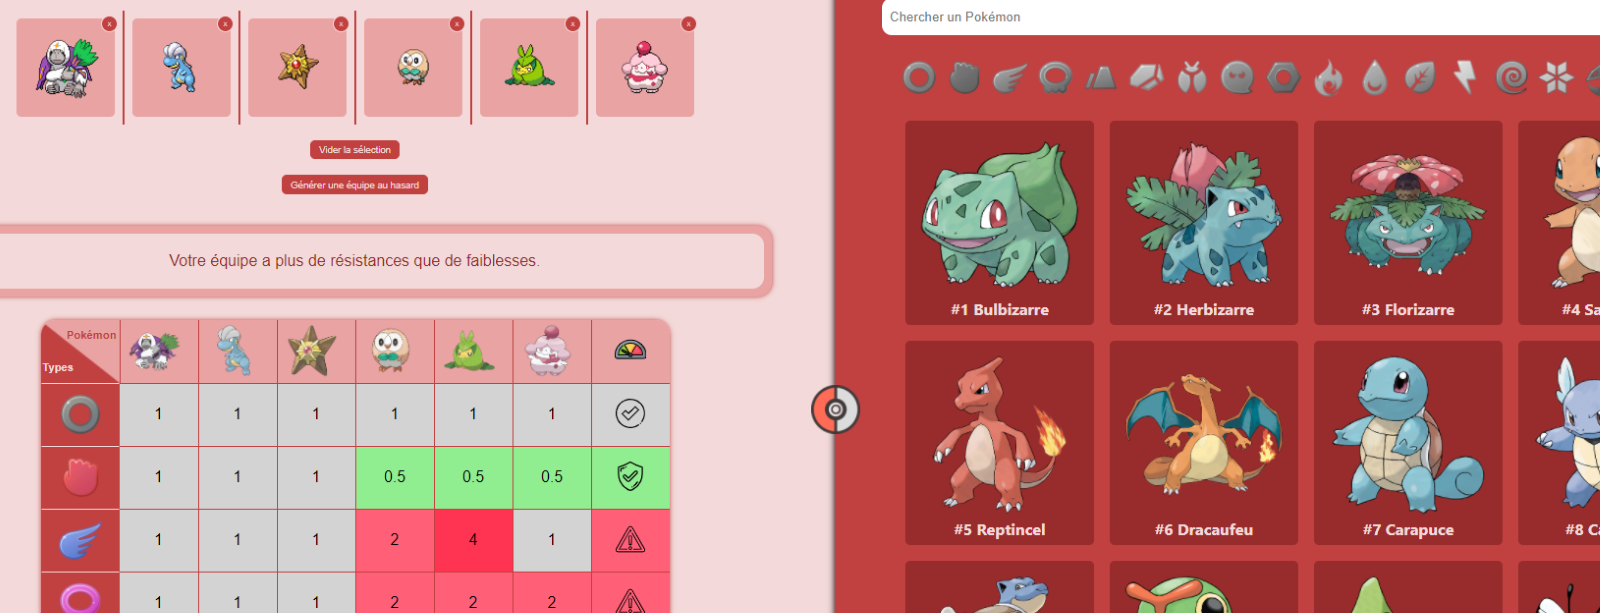 x x x x x x
Vider la sélection
Générer une équipe au hasard
Votre équipe a plus de résistances que de faiblesses.
Pokémon
Types
1 1 1 1 1 1
1 1 1 0.5 0.5 0.5
1 1 1 2 4 1
1 1 1 2 2 2
Chercher un Pokémon
#1 Bulbizarre #2 Herbizarre #3 Florizarre #4 Sa
#5 Reptincel #6 Dracaufeu #7 Carapuce #8 Ca